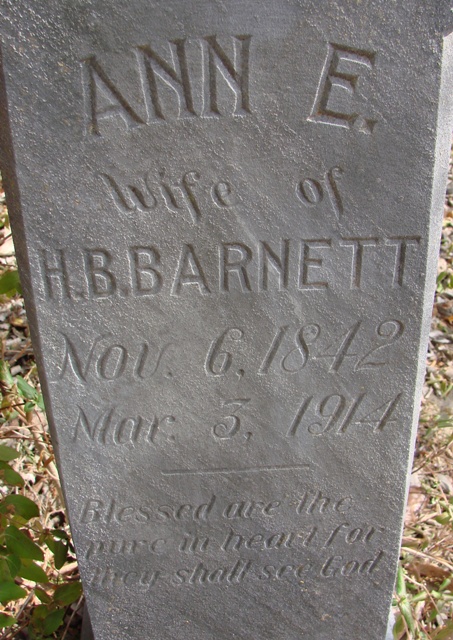 ANN E.
Wife of
H.B.BARNETT
Nov. 6, 1842
Mar. 3, 1914
Blessed are the
pure in heart for
they shall see God